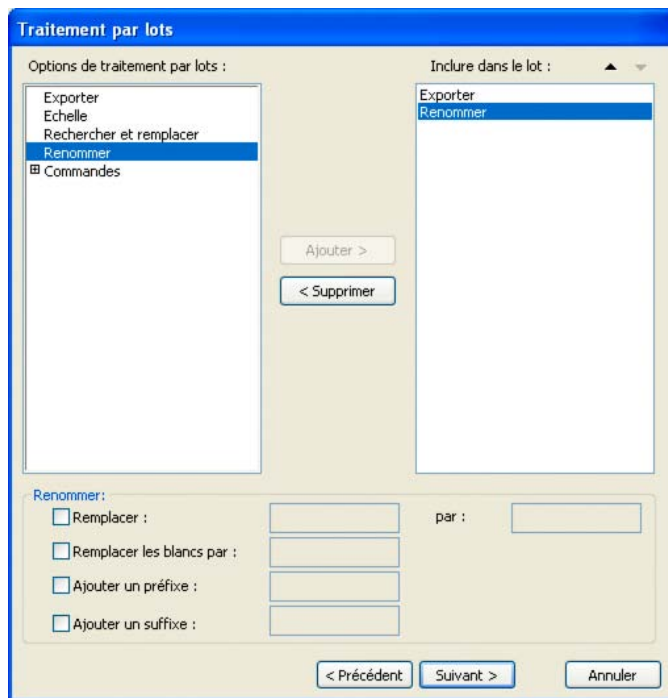 Traitement par lots
Options de traitement par lots :
Exporter
Echelle
Rechercher et remplacer
Renommer
Commandes
Ajouter >
< Supprimer
Inclure dans le lot :
Exporter
Renommer
Renommer:
Remplacer :
par :
Remplacer les blancs par :
Ajouter un préfixe :
Ajouter un suffixe :
< Précédent
Suivant >
Annuler